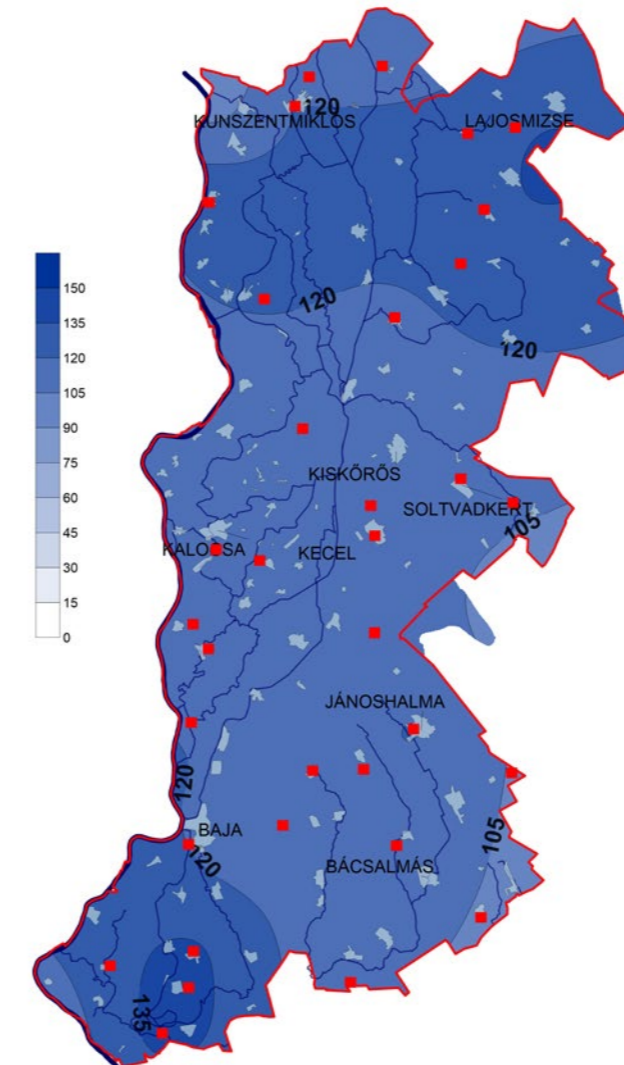 120
KUNSZENTMIKLÓS
LAJOSMIZSE
150
135
120
105
90
75
60
45
30
15
0
120
120
KISKŐRÖS
SOLTVADKERT
105
KALOCSA
KECEL
JÁNOSHALMA
120
BAJA
120
105
BÁCSALMÁS
135